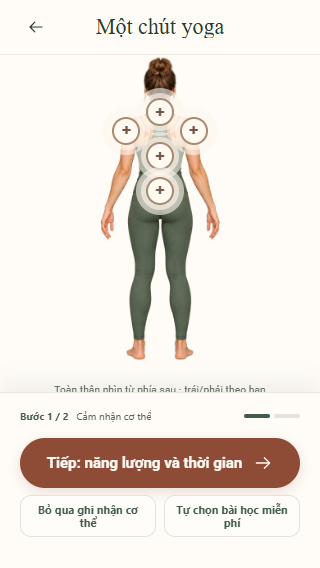 Một chút yoga
Toàn thân nhìn từ phía sau · trái/phải theo bạn
Bước 1 / 2 Cảm nhận cơ thể
Tiếp: năng lượng và thời gian →
Bỏ qua ghi nhận cơ
thể
Tự chọn bài học miễn
phí